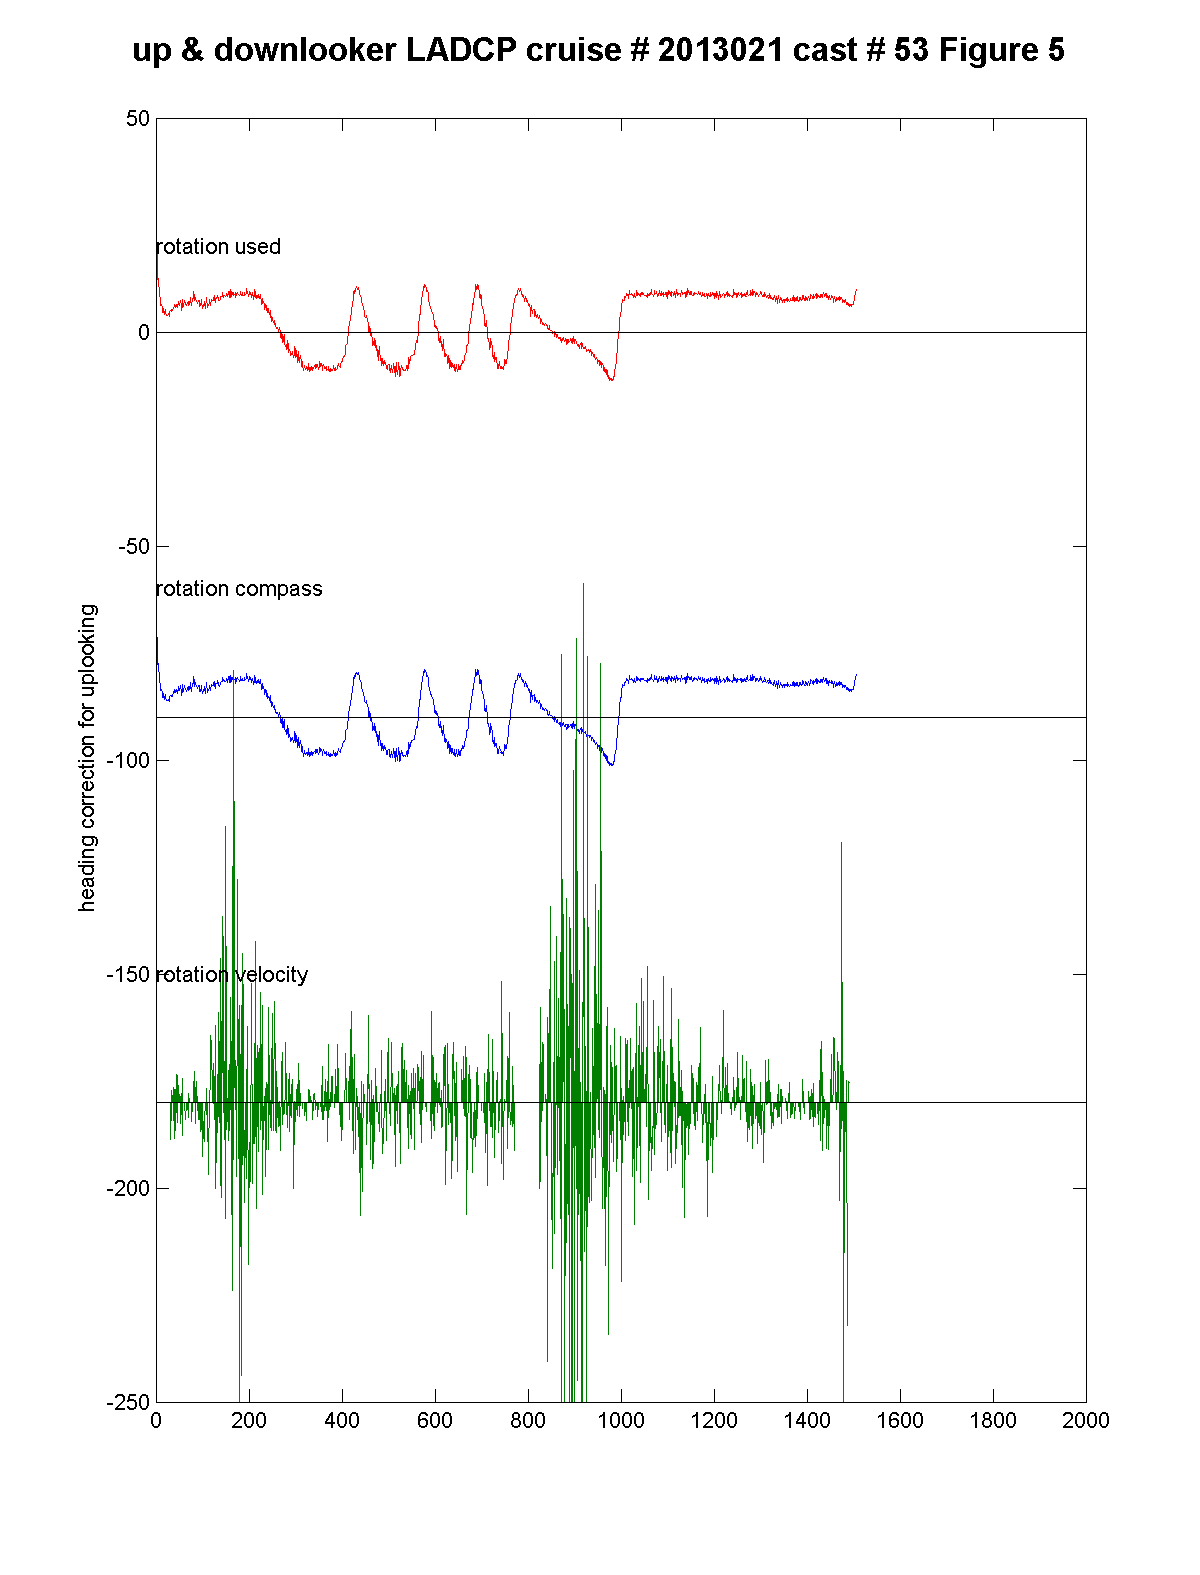 up & downlooker LADCP cruise # 2013021 cast # 53 Figure 5
50
rotation used
0
-50
rotation compass
heading correction for uplooking
-100
-150
rotation velocity
-200
-250
0 200 400 600 800 1000 1200 1400 1600 1800 2000